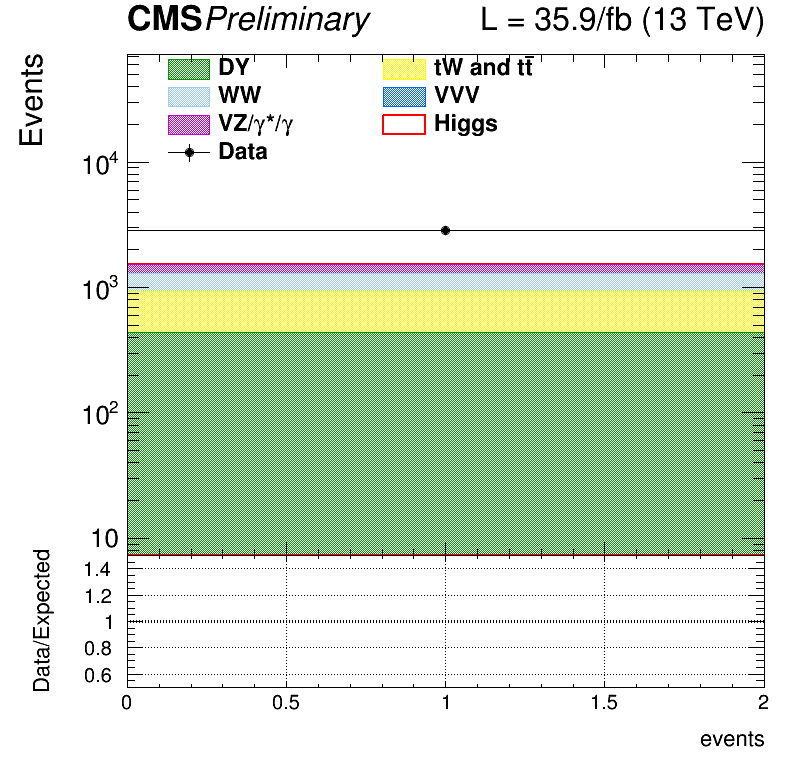 CMS Preliminary L = 35.9/fb (13 TeV)
Events
DY tW and tt̅
WW VVV
VZ/γ*/γ Higgs
Data
10⁴
10³
10²
10
Data/Expected
1.4
1.2
1
0.8
0.6
0 0.5 1 1.5 2
events